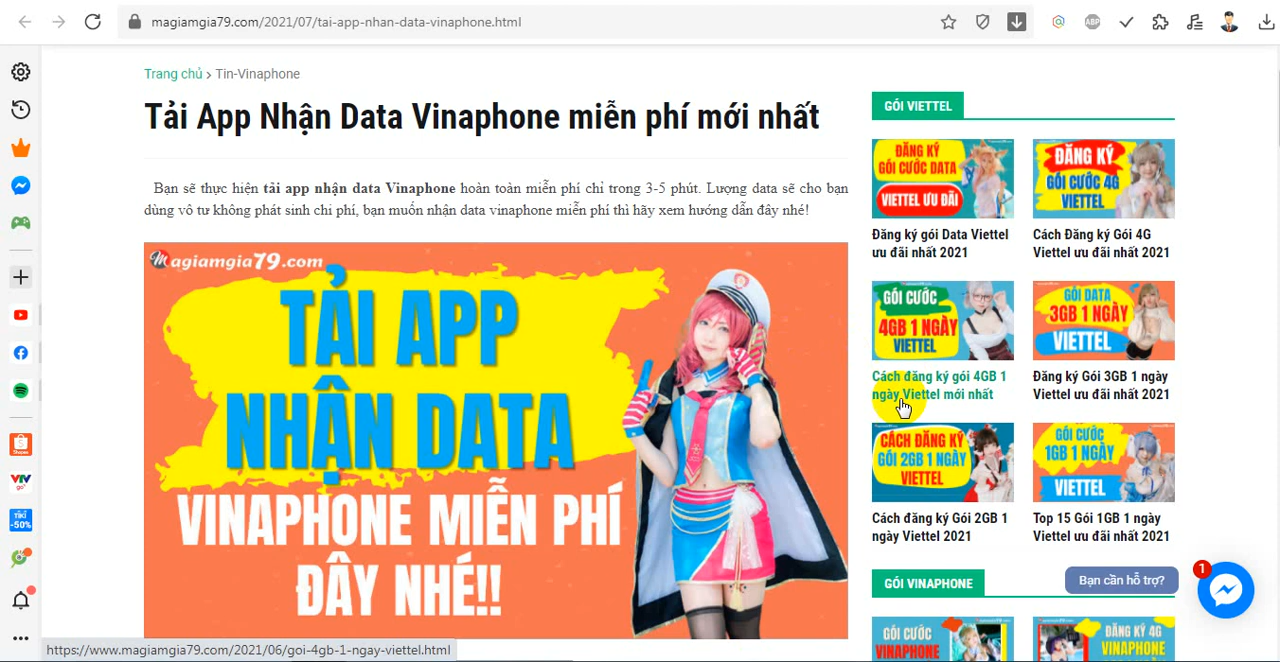 magiamgia79.com/2021/07/tai-app-nhan-data-vinaphone.html
ABP
Trang chủ › Tin-Vinaphone
Tải App Nhận Data Vinaphone miễn phí mới nhất
Bạn sẽ thực hiện tải app nhận data Vinaphone hoàn toàn miễn phí chỉ trong 3-5 phút. Lượng data sẽ cho bạn
dùng vô tư không phát sinh chi phí, bạn muốn nhận data vinaphone miễn phí thì hãy xem hướng dẫn đây nhé!
Magiamgia79.com
TẢI APP
NHẬN DATA
VINAPHONE MIỄN PHÍ
ĐÂY NHÉ!!
GÓI VIETTEL
ĐĂNG KÝ
GÓI CƯỚC DATA
VIETTEL ƯU ĐÃI
Đăng ký gói Data Viettel
ưu đãi nhất 2021
ĐĂNG KÝ
GÓI CƯỚC 4G
VIETTEL
Cách Đăng Ký Gói 4G
Viettel ưu đãi nhất 2021
GÓI CƯỚC
4GB 1 NGÀY
VIETTEL
Cách đăng ký gói 4GB 1
ngày Viettel mới nhất
GÓI DATA
3GB 1 NGÀY
VIETTEL
Đăng ký Gói 3GB 1 ngày
Viettel ưu đãi nhất 2021
CÁCH ĐĂNG KÝ
GÓI 2GB 1 NGÀY
VIETTEL
Cách đăng ký Gói 2GB 1
ngày Viettel 2021
GÓI CƯỚC
1GB 1 NGÀY
VIETTEL
Top 15 Gói 1GB 1 ngày
Viettel ưu đãi nhất 2021
GÓI VINAPHONE
Bạn cần hỗ trợ?
1
GÓI CƯỚC
VINAPHONE
ĐĂNG KÝ 4G
VINAPHONE
Shopee
VTV
go
TIKI
-50%
https://www.magiamgia79.com/2021/06/goi-4gb-1-ngay-viettel.html